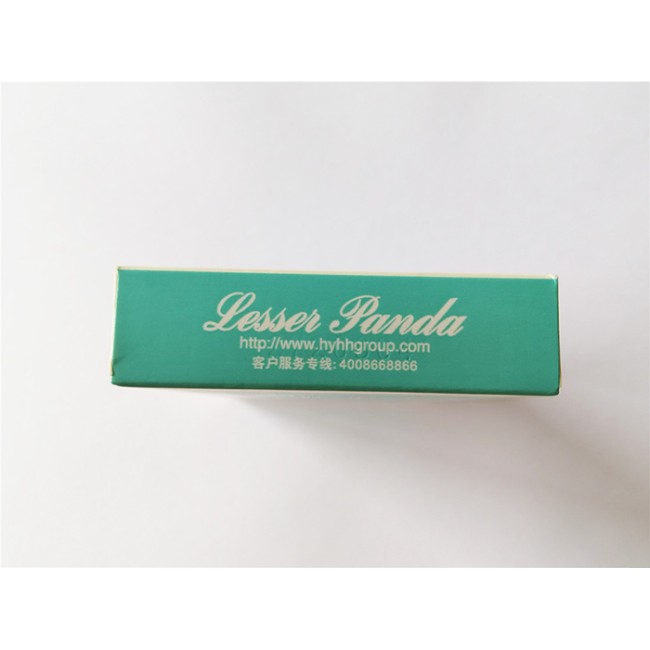 Lesser Panda
http://www.hyhhgroup.com
客户服务专线: 4008668866